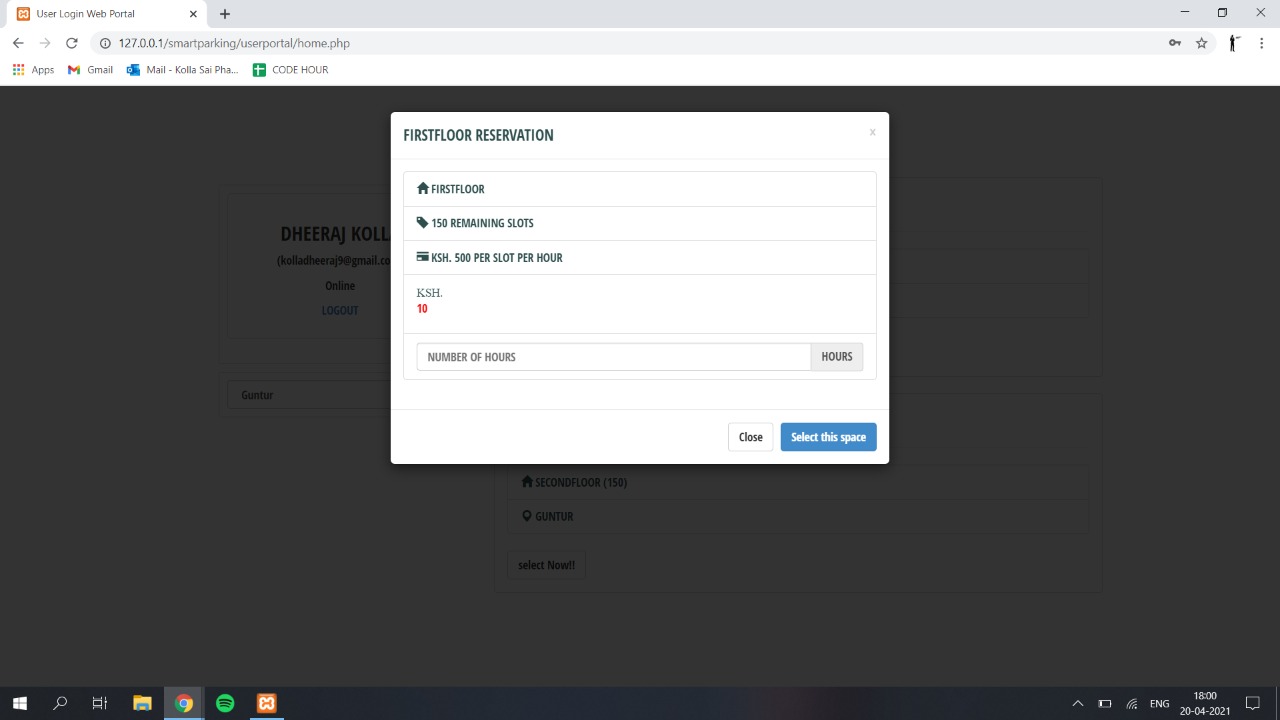 User Login Web Portal
127.0.0.1/smartparking/userportal/home.php
Apps Gmail Mail - Kolla Sai Pha... CODE HOUR
FIRSTFLOOR RESERVATION x
FIRSTFLOOR
150 REMAINING SLOTS
KSH. 500 PER SLOT PER HOUR
KSH.
10
NUMBER OF HOURS HOURS
Close Select this space
DHEERAJ KOLL
(kolladheeraj9@gmail.co
Online
LOGOUT
Guntur
SECONDFLOOR (150)
GUNTUR
select Now!!
ENG
18:00
20-04-2021